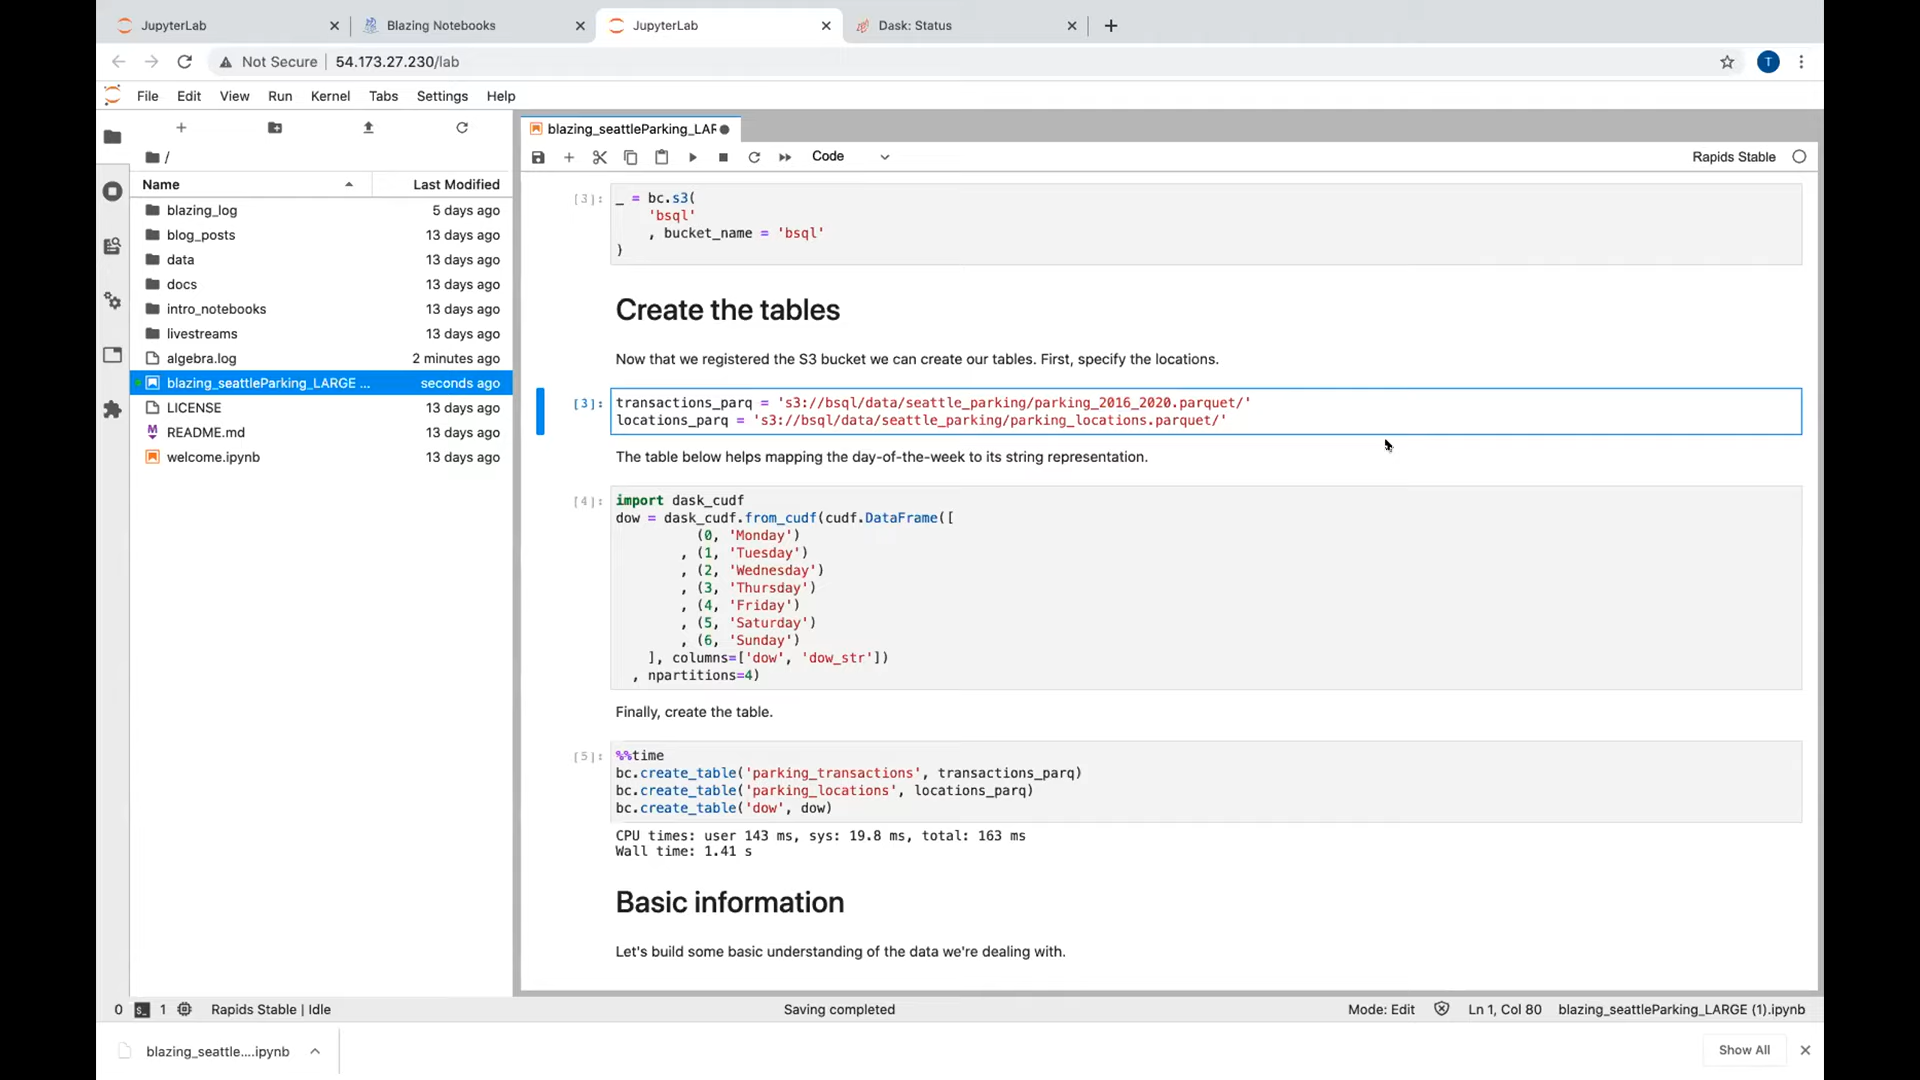 JupyterLab
Blazing Notebooks
JupyterLab
Dask: Status
Not Secure | 54.173.27.230/lab
T
File Edit View Run Kernel Tabs Settings Help
/
Name Last Modified
blazing_log 5 days ago
blog_posts 13 days ago
data 13 days ago
docs 13 days ago
intro_notebooks 13 days ago
livestreams 13 days ago
algebra.log 2 minutes ago
blazing_seattleParking_LARGE ... seconds ago
LICENSE 13 days ago
README.md 13 days ago
welcome.ipynb 13 days ago
blazing_seattleParking_LAR
Code
Rapids Stable
[3]: _ = bc.s3(
'bsql'
, bucket_name = 'bsql'
)
Create the tables
Now that we registered the S3 bucket we can create our tables. First, specify the locations.
[3]: transactions_parq = 's3://bsql/data/seattle_parking/parking_2016_2020.parquet/'
locations_parq = 's3://bsql/data/seattle_parking/parking_locations.parquet/'
The table below helps mapping the day-of-the-week to its string representation.
[4]: import dask_cudf
dow = dask_cudf.from_cudf(cudf.DataFrame([
(0, 'Monday')
, (1, 'Tuesday')
, (2, 'Wednesday')
, (3, 'Thursday')
, (4, 'Friday')
, (5, 'Saturday')
, (6, 'Sunday')
], columns=['dow', 'dow_str'])
, npartitions=4)
Finally, create the table.
[5]: %%time
bc.create_table('parking_transactions', transactions_parq)
bc.create_table('parking_locations', locations_parq)
bc.create_table('dow', dow)
CPU times: user 143 ms, sys: 19.8 ms, total: 163 ms
Wall time: 1.41 s
Basic information
Let's build some basic understanding of the data we're dealing with.
0 1 Rapids Stable | Idle
Saving completed
Mode: Edit
Ln 1, Col 80
blazing_seattleParking_LARGE (1).ipynb
blazing_seattle....ipynb
Show All